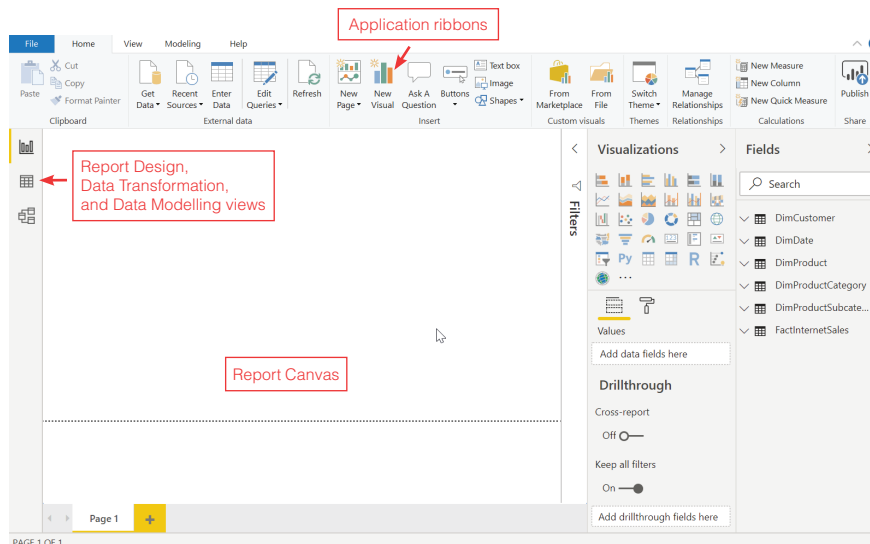 Application ribbons
File Home View Modeling Help
Paste
Cut
Copy
Format Painter
Clipboard
Get Data
Recent Sources
Enter Data
Edit Queries
Refresh
External data
New Page
New Visual
Ask A Question
Buttons
Text box
Image
Shapes
Insert
From Marketplace
From File
Custom visuals
Switch Theme
Themes
Manage Relationships
Relationships
New Measure
New Column
New Quick Measure
Calculations
Publish
Share
Report Design,
Data Transformation,
and Data Modelling views
Report Canvas
Filters
Visualizations
123
Py
R
...
Values
Add data fields here
Drillthrough
Cross-report
Off
Keep all filters
On
Add drillthrough fields here
Fields
Search
DimCustomer
DimDate
DimProduct
DimProductCategory
DimProductSubcate...
FactInternetSales
Page 1
PAGE 1 OF 1